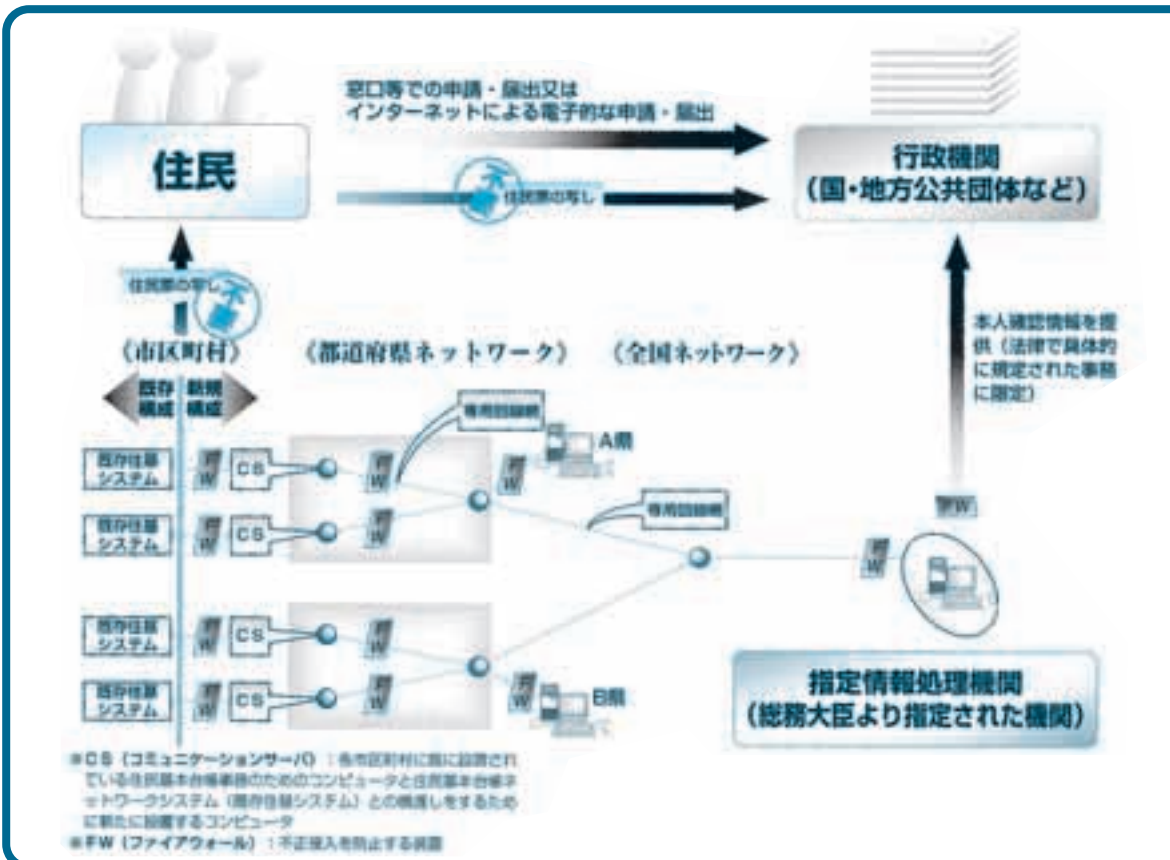 窓口等での申請・届出又は
インターネットによる電子的な申請・届出
住民
行政機関
(国・地方公共団体など)
住民票の写し
不要
住民票の写し
不要
本人確認情報を提
供(法律で具体的
に規定された事務
に限定)
《市区町村》
《都道府県ネットワーク》
《全国ネットワーク》
既存
構成
新規
構成
専用回線網
A県
既存住基
システム
FW
CS
FW
FW
専用回線網
既存住基
システム
FW
CS
FW
FW
FW
既存住基
システム
FW
CS
FW
既存住基
システム
FW
CS
FW
FW
B県
指定情報処理機関
(総務大臣より指定された機関)
※CS(コミュニケーションサーバ):各市区町村に既に設置され
ている住民基本台帳事務のためのコンピュータと住民基本台帳ネ
ットワークシステム(既存住基システム)との橋渡しをするため
に新たに設置するコンピュータ
※FW(ファイアウォール):不正侵入を防止する装置